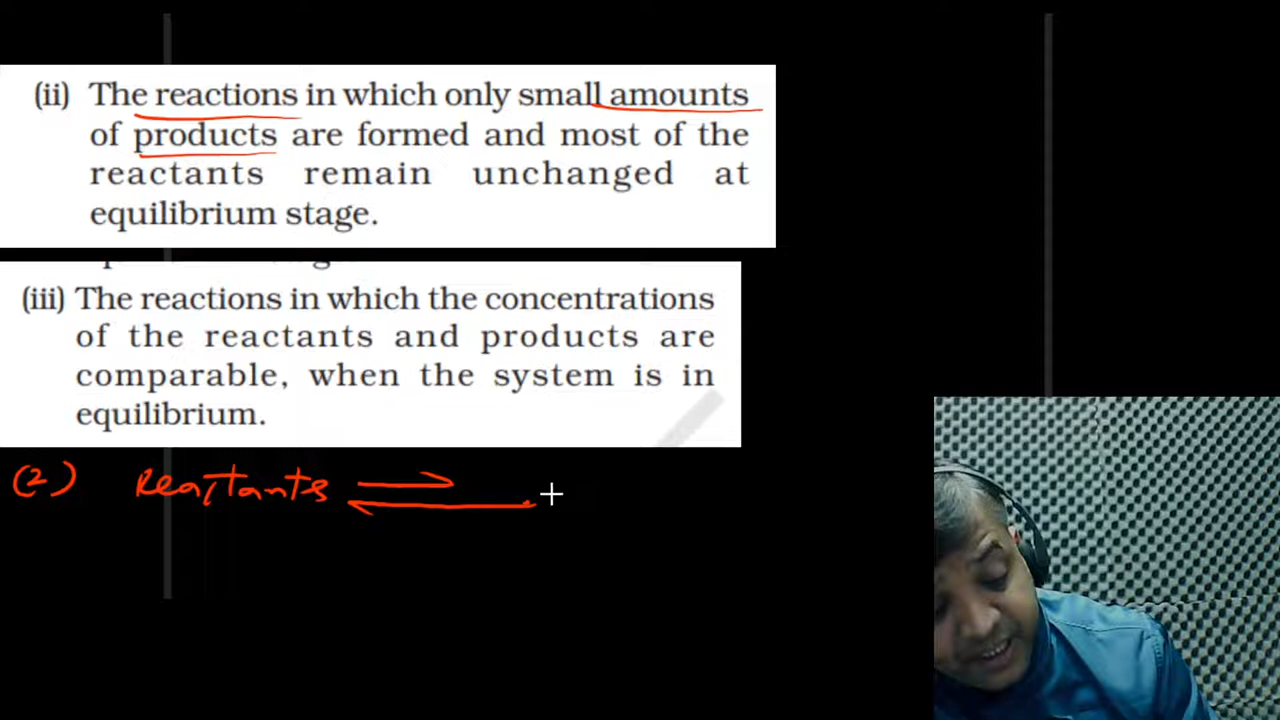 (ii) The reactions in which only small amounts
of products are formed and most of the
reactants remain unchanged at
equilibrium stage.
(iii) The reactions in which the concentrations
of the reactants and products are
comparable, when the system is in
equilibrium.
(2) Reactants ⇌